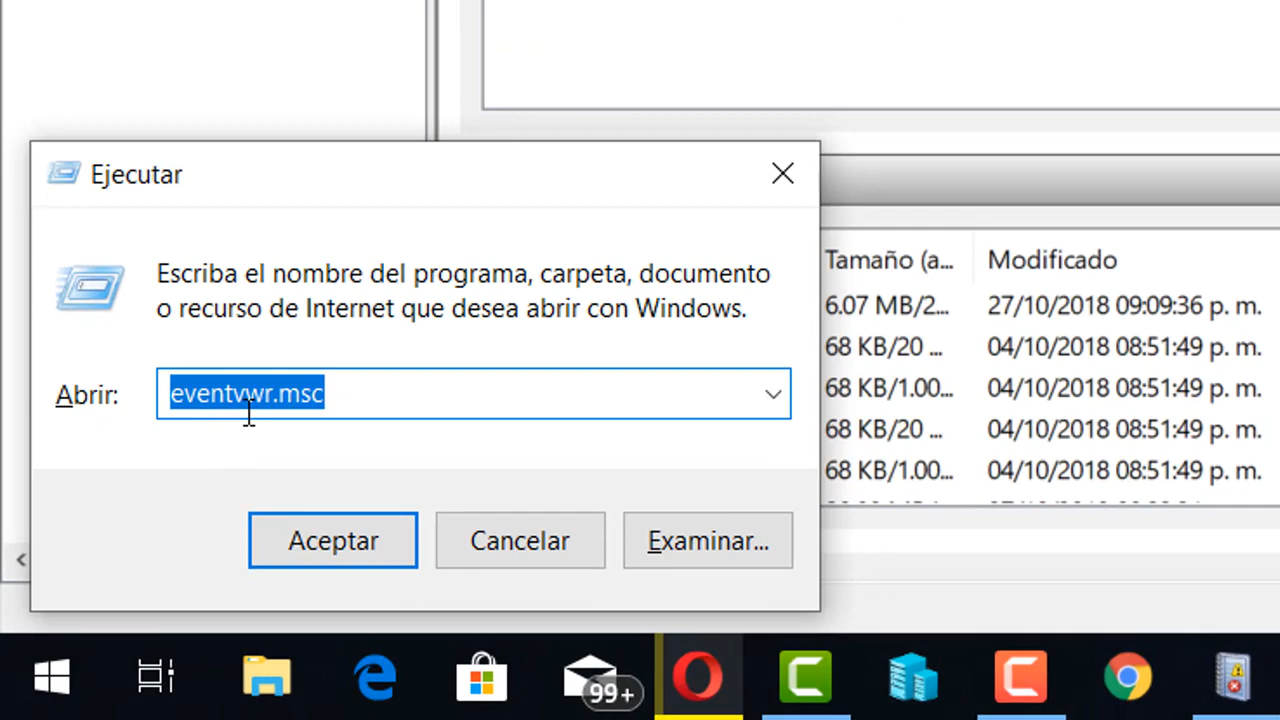 Ejecutar
Escriba el nombre del programa, carpeta, documento
o recurso de Internet que desea abrir con Windows.
Abrir: eventvwr.msc
Aceptar Cancelar Examinar...
Tamaño (a... Modificado
6.07 MB/2... 27/10/2018 09:09:36 p. m.
68 KB/20 ... 04/10/2018 08:51:49 p. m.
68 KB/1.00... 04/10/2018 08:51:49 p. m.
68 KB/20 ... 04/10/2018 08:51:49 p. m.
68 KB/1.00... 04/10/2018 08:51:49 p. m.
99+